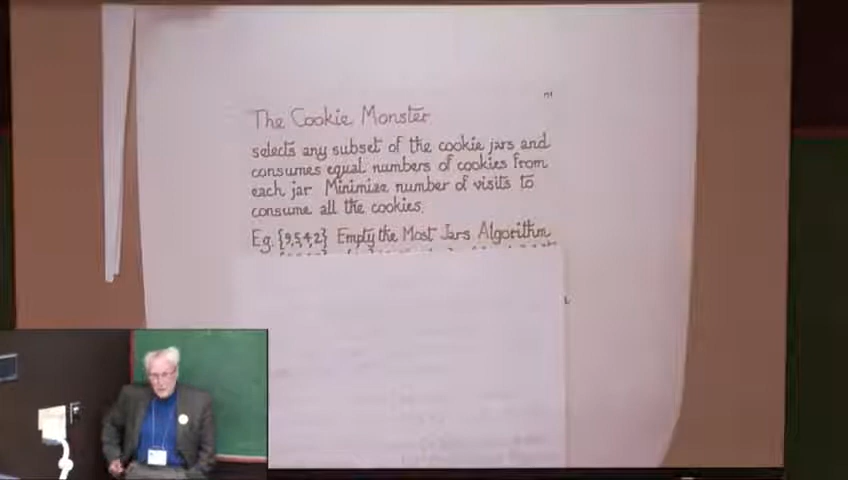 The Cookie Monster
selects any subset of the cookie jars and
consumes equal numbers of cookies from
each jar Minimize number of visits to
consume all the cookies.
Eg. {9,5,4,2} Empty the Most Jars Algorithm